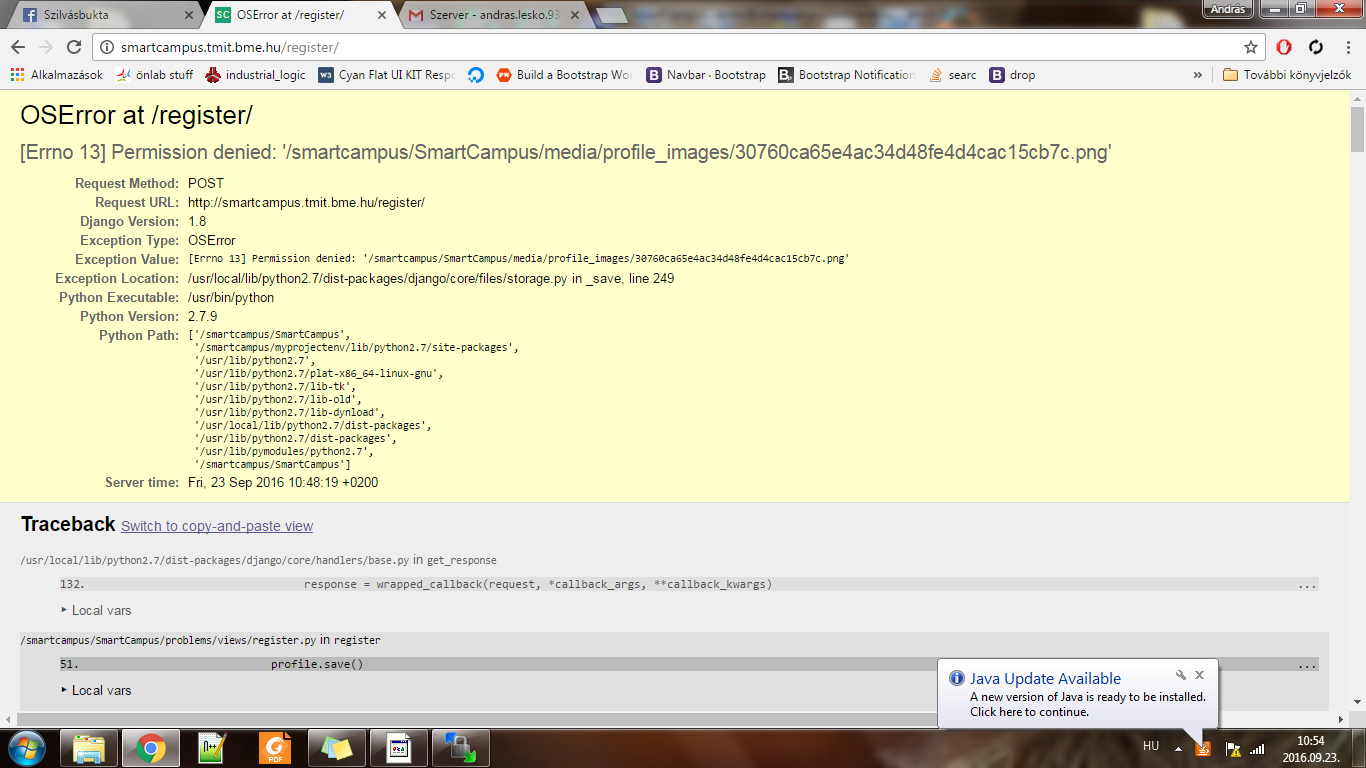 Szilvásbukta
OSError at /register/
Szerver - andras.lesko.93
András
smartcampus.tmit.bme.hu/register/
Alkalmazások
önlab stuff
industrial_logic
Cyan Flat UI KIT Respo
Build a Bootstrap Wo
Navbar · Bootstrap
Bootstrap Notification
searc
drop
»
További könyvjelzők
OSError at /register/
[Errno 13] Permission denied: '/smartcampus/SmartCampus/media/profile_images/30760ca65e4ac34d48fe4d4cac15cb7c.png'
Request Method: POST
Request URL: http://smartcampus.tmit.bme.hu/register/
Django Version: 1.8
Exception Type: OSError
Exception Value: [Errno 13] Permission denied: '/smartcampus/SmartCampus/media/profile_images/30760ca65e4ac34d48fe4d4cac15cb7c.png'
Exception Location: /usr/local/lib/python2.7/dist-packages/django/core/files/storage.py in _save, line 249
Python Executable: /usr/bin/python
Python Version: 2.7.9
Python Path: ['/smartcampus/SmartCampus',
'/smartcampus/myprojectenv/lib/python2.7/site-packages',
'/usr/lib/python2.7',
'/usr/lib/python2.7/plat-x86_64-linux-gnu',
'/usr/lib/python2.7/lib-tk',
'/usr/lib/python2.7/lib-old',
'/usr/lib/python2.7/lib-dynload',
'/usr/local/lib/python2.7/dist-packages',
'/usr/lib/python2.7/dist-packages',
'/usr/lib/pymodules/python2.7',
'/smartcampus/SmartCampus']
Server time: Fri, 23 Sep 2016 10:48:19 +0200
Traceback Switch to copy-and-paste view
/usr/local/lib/python2.7/dist-packages/django/core/handlers/base.py in get_response
132. response = wrapped_callback(request, *callback_args, **callback_kwargs) ...
Local vars
/smartcampus/SmartCampus/problems/views/register.py in register
51. profile.save() ...
Local vars
Java Update Available
A new version of Java is ready to be installed.
Click here to continue.
PDF
HU
10:54
2016.09.23.